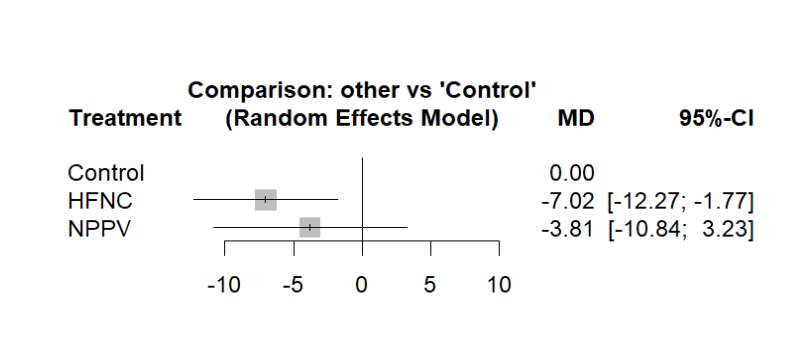 Comparison: other vs 'Control'
Treatment (Random Effects Model) MD 95%-CI
Control 0.00
HFNC -7.02 [-12.27; -1.77]
NPPV -3.81 [-10.84; 3.23]
-10 -5 0 5 10